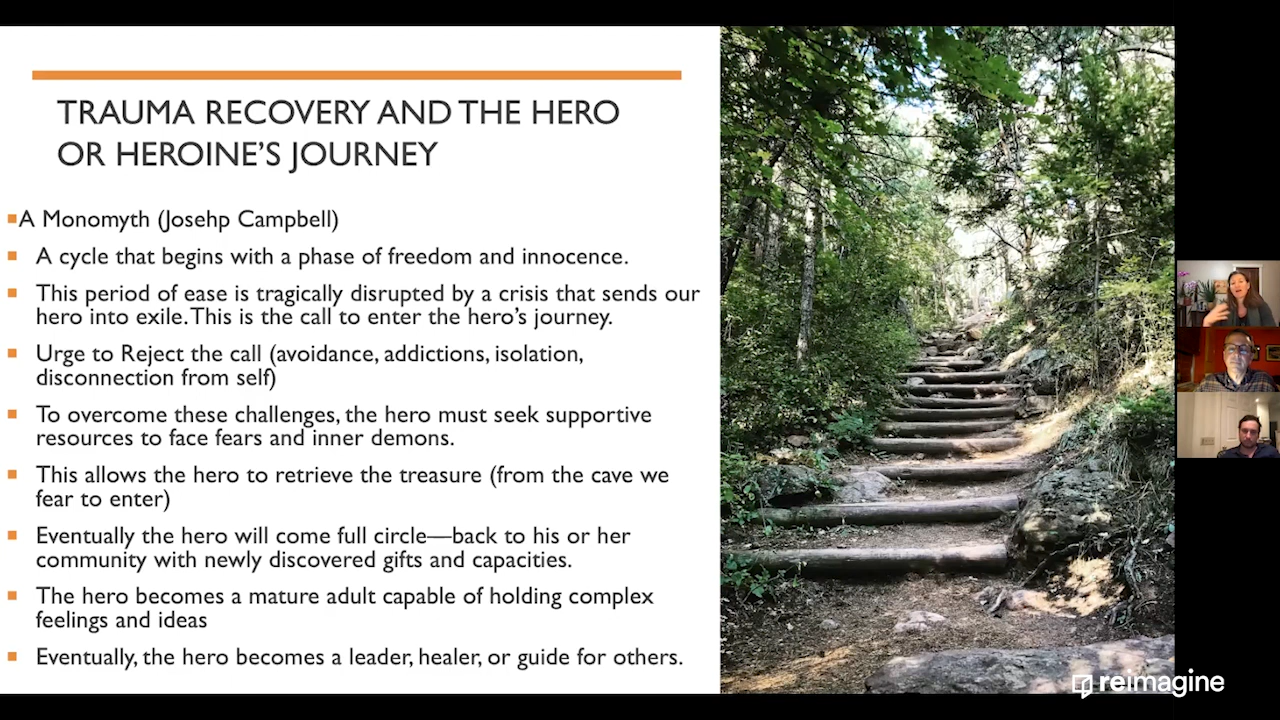 TRAUMA RECOVERY AND THE HERO
OR HEROINE’S JOURNEY
A Monomyth (Josehp Campbell)
A cycle that begins with a phase of freedom and innocence.
This period of ease is tragically disrupted by a crisis that sends our
hero into exile. This is the call to enter the hero’s journey.
Urge to Reject the call (avoidance, addictions, isolation,
disconnection from self)
To overcome these challenges, the hero must seek supportive
resources to face fears and inner demons.
This allows the hero to retrieve the treasure (from the cave we
fear to enter)
Eventually the hero will come full circle—back to his or her
community with newly discovered gifts and capacities.
The hero becomes a mature adult capable of holding complex
feelings and ideas
Eventually, the hero becomes a leader, healer, or guide for others.
reimagine